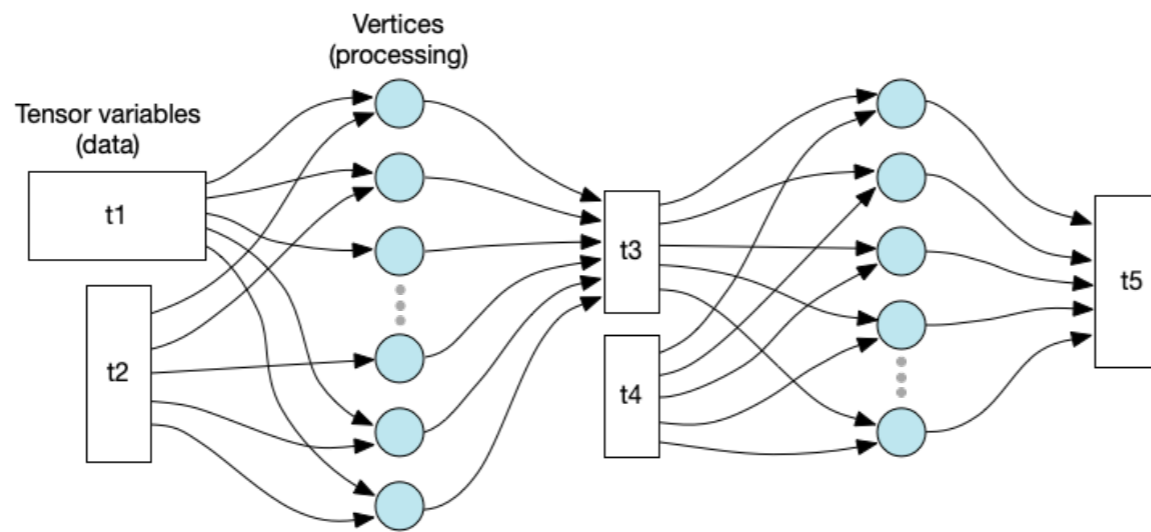 Vertices
(processing)
Tensor variables
(data)
t1
t2
t3
t4
t5